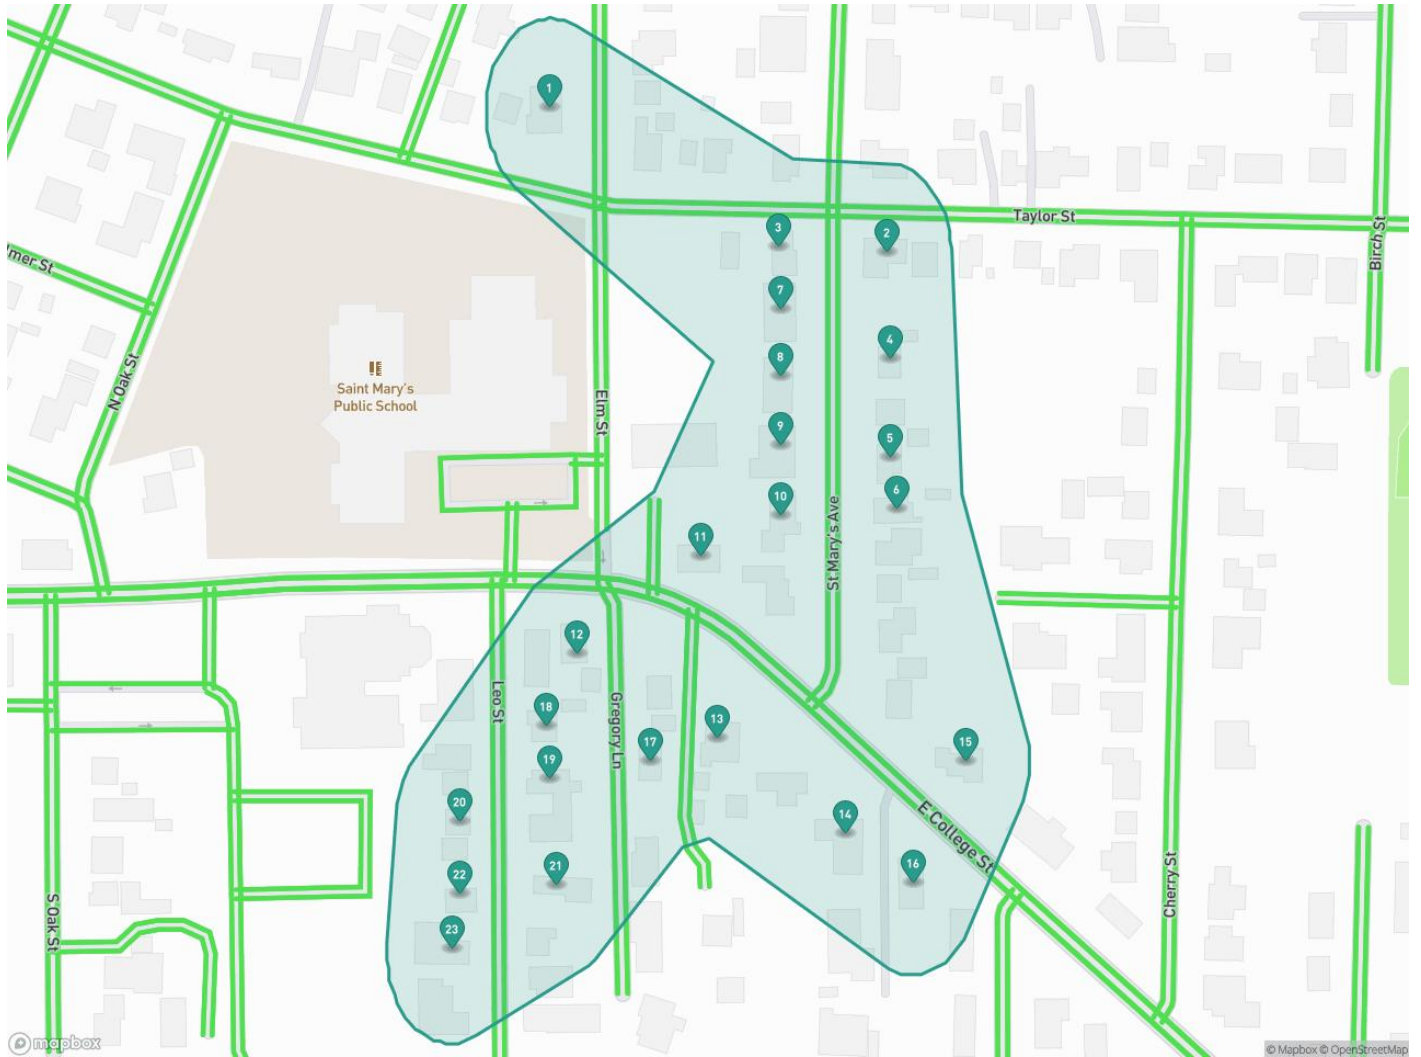 1
Taylor St
Birch St
3
2
lmer St
7
4
8
Saint Mary's
Public School
N Oak St
Elm St
9
5
6
10
St Mary's Ave
11
12
Leo St
Gregory Ln
18
13
17
15
19
20
14
E College St
16
21
22
Cherry St
S Oak St
23
mapbox
© Mapbox © OpenStreetMap